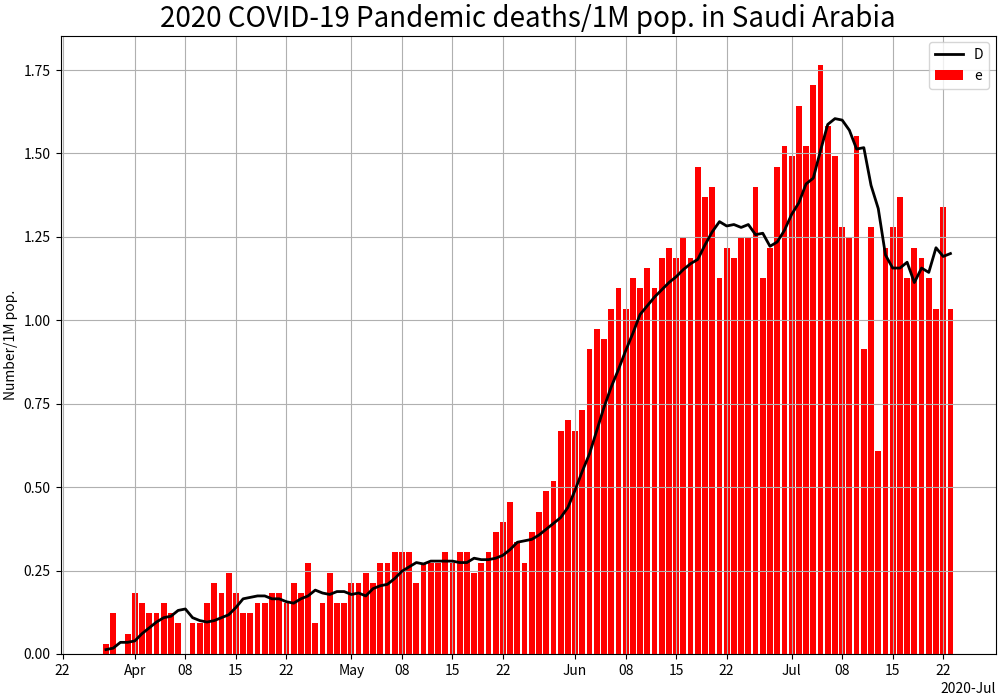 2020 COVID-19 Pandemic deaths/1M pop. in Saudi Arabia
D
e
1.75
1.50
1.25
1.00
0.75
0.50
0.25
0.00
Number/1M pop.
22 Apr 08 15 22 May 08 15 22 Jun 08 15 22 Jul 08 15 22
2020-Jul